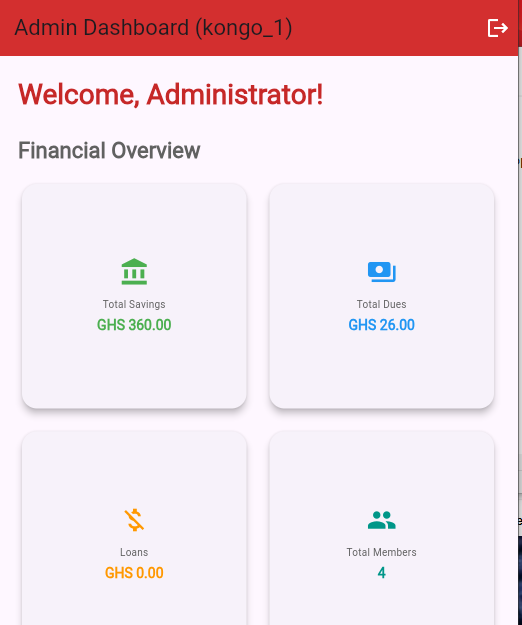 Admin Dashboard (kongo_1)
Welcome, Administrator!
Financial Overview
Total Savings
GHS 360.00
Total Dues
GHS 26.00
Loans
GHS 0.00
Total Members
4